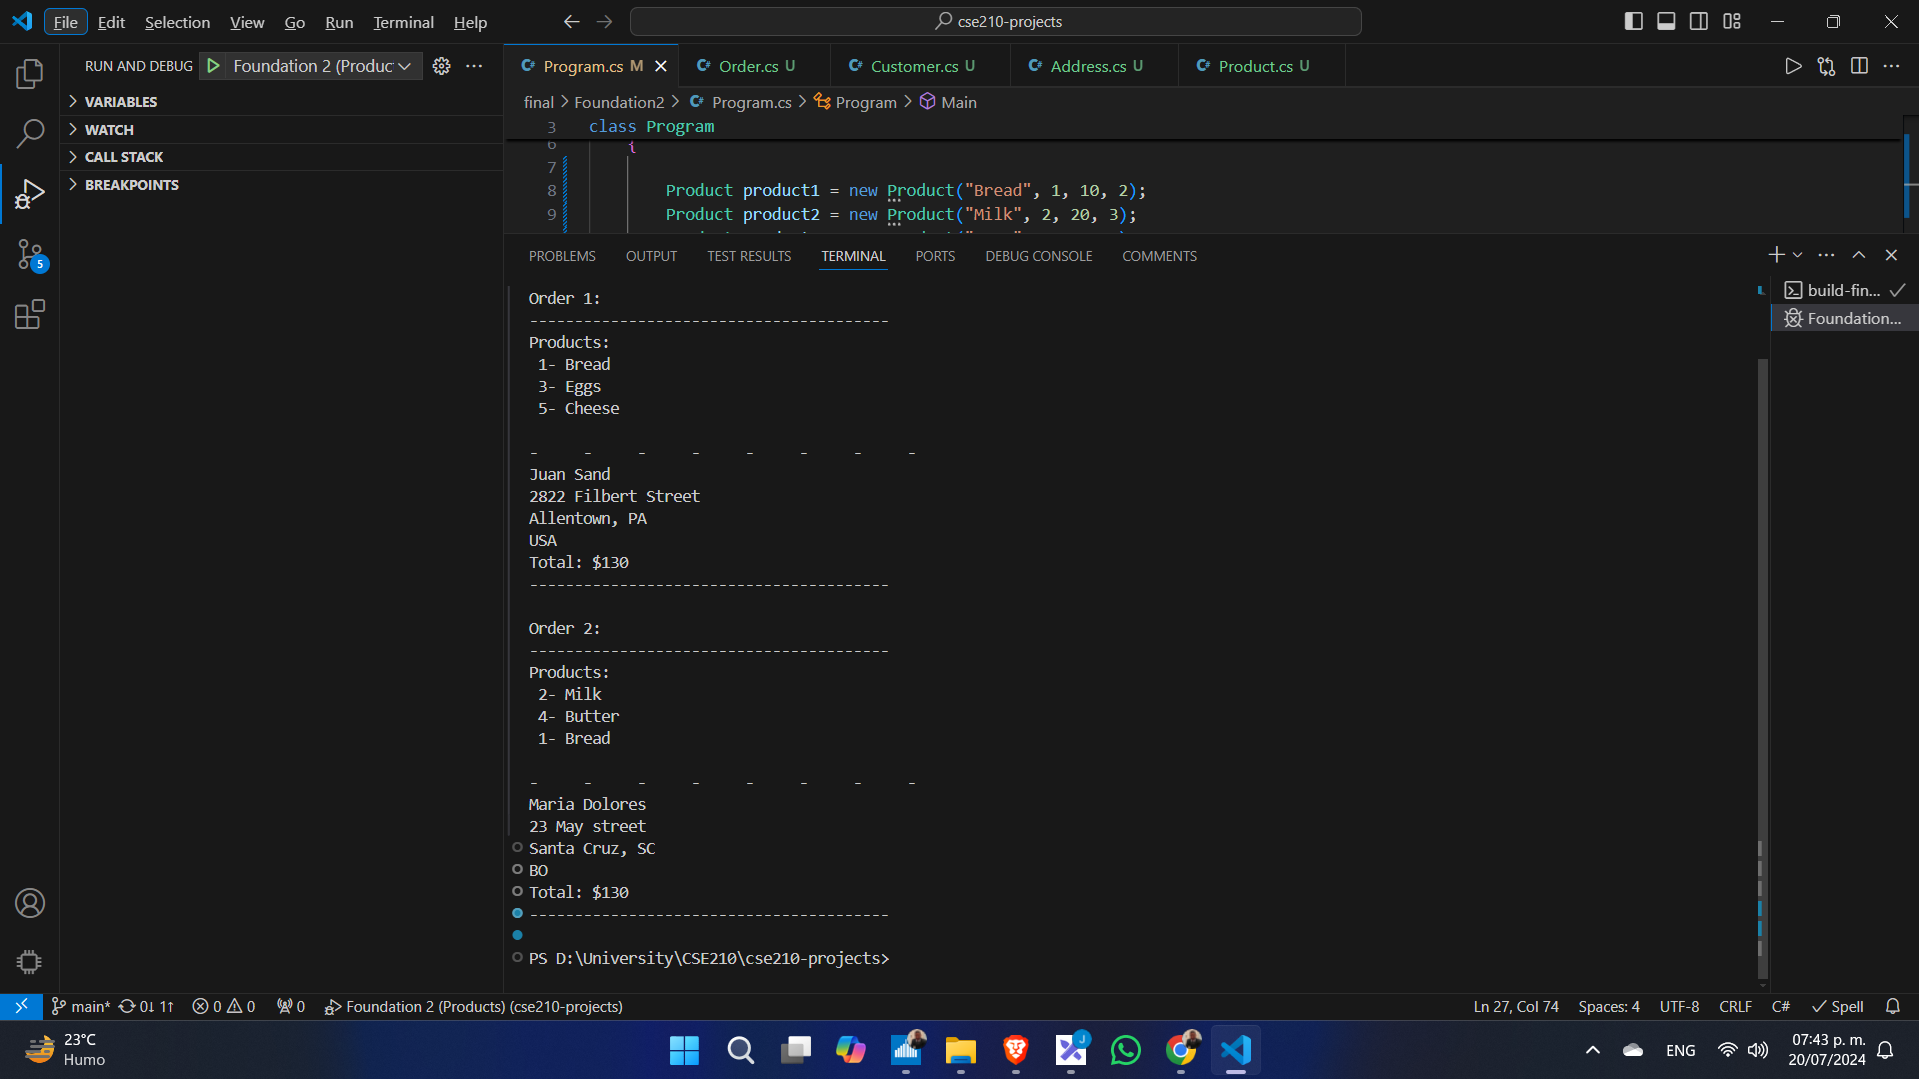 File Edit Selection View Go Run Terminal Help cse210-projects
RUN AND DEBUG Foundation 2 (Produc
Program.cs M Order.cs U Customer.cs U Address.cs U Product.cs U
VARIABLES
WATCH
CALL STACK
BREAKPOINTS
final > Foundation2 > Program.cs > Program > Main
3 class Program
6 {
7
8 Product product1 = new Product("Bread", 1, 10, 2);
9 Product product2 = new Product("Milk", 2, 20, 3);
PROBLEMS OUTPUT TEST RESULTS TERMINAL PORTS DEBUG CONSOLE COMMENTS
build-fin...
Foundation...
Order 1:
----------------------------------------
Products:
1- Bread
3- Eggs
5- Cheese
- - - - - - - -
Juan Sand
2822 Filbert Street
Allentown, PA
USA
Total: $130
----------------------------------------
Order 2:
----------------------------------------
Products:
2- Milk
4- Butter
1- Bread
- - - - - - - -
Maria Dolores
23 May street
Santa Cruz, SC
BO
Total: $130
----------------------------------------
PS D:\University\CSE210\cse210-projects>
5
main* 0↓ 1↑ 0 0 0 Foundation 2 (Products) (cse210-projects) Ln 27, Col 74 Spaces: 4 UTF-8 CRLF C# Spell
23°C
Humo
J
ENG
07:43 p. m.
20/07/2024